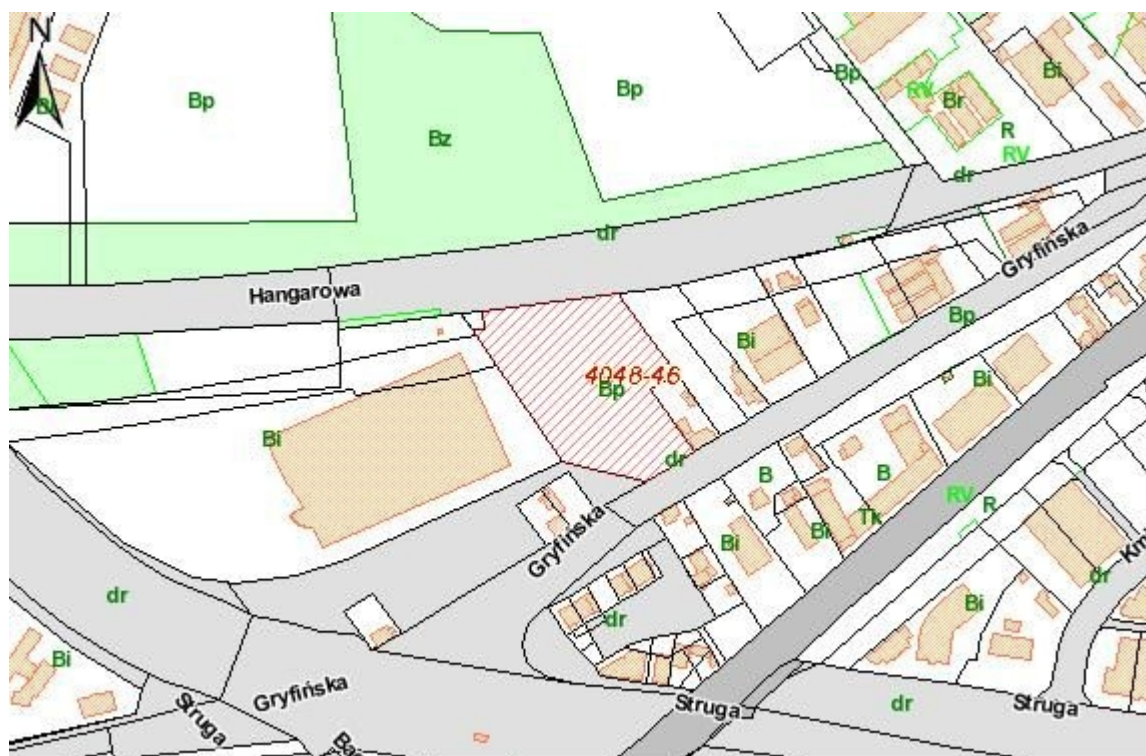 N
Bp
Bp
Bp
Bi
RV
Br
Bi
Bz
R
RV
dr
dr
Gryfińska
Hangarowa
Bp
Bi
4048-46
Bp
Bi
Bi
dr
B
B
RV
R
Tk
Bi
Bi
Gryfińska
dr
dr
dr
Bi
Bi
Gryfińska
Struga
Struga
dr
Struga